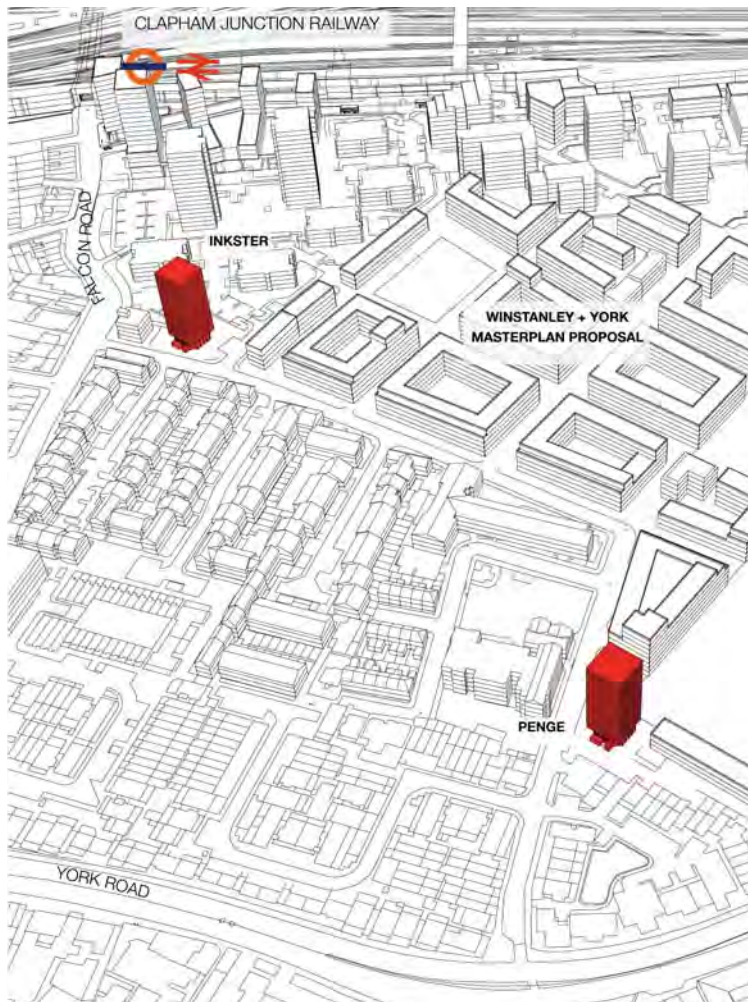 CLAPHAM JUNCTION RAILWAY
FALCON ROAD
INKSTER
WINSTANLEY + YORK
MASTERPLAN PROPOSAL
PENGE
YORK ROAD